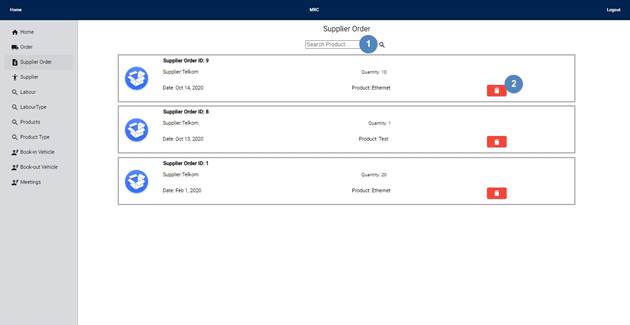 Home MRC Logout
Home
Order
Supplier Order
Supplier
Labour
LabourType
Products
Product Type
Book-in Vehicle
Book-out Vehicle
Meetings
Supplier Order
Search Product... 1
Supplier Order ID: 9
Supplier:Telkom Quantity: 10
2
Date: Oct 14, 2020 Product: Ethernet
Supplier Order ID: 8
Supplier:Telkom Quantity: 1
Date: Oct 13, 2020 Product: Test
Supplier Order ID: 1
Supplier:Telkom Quantity: 20
Date: Feb 1, 2020 Product: Ethernet